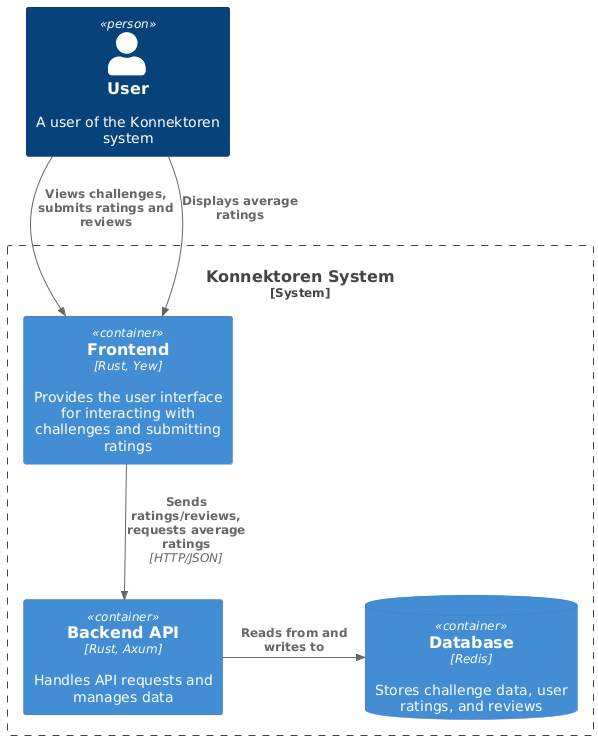 «person»
User
A user of the Konnektoren
system
Views challenges,
submits ratings and
reviews
Displays average
ratings
Konnektoren System
[System]
«container»
Frontend
[Rust, Yew]
Provides the user interface
for interacting with
challenges and submitting
ratings
Sends
ratings/reviews,
requests average
ratings
[HTTP/JSON]
«container»
Backend API
[Rust, Axum]
Handles API requests and
manages data
Reads from and
writes to
«container»
Database
[Redis]
Stores challenge data, user
ratings, and reviews